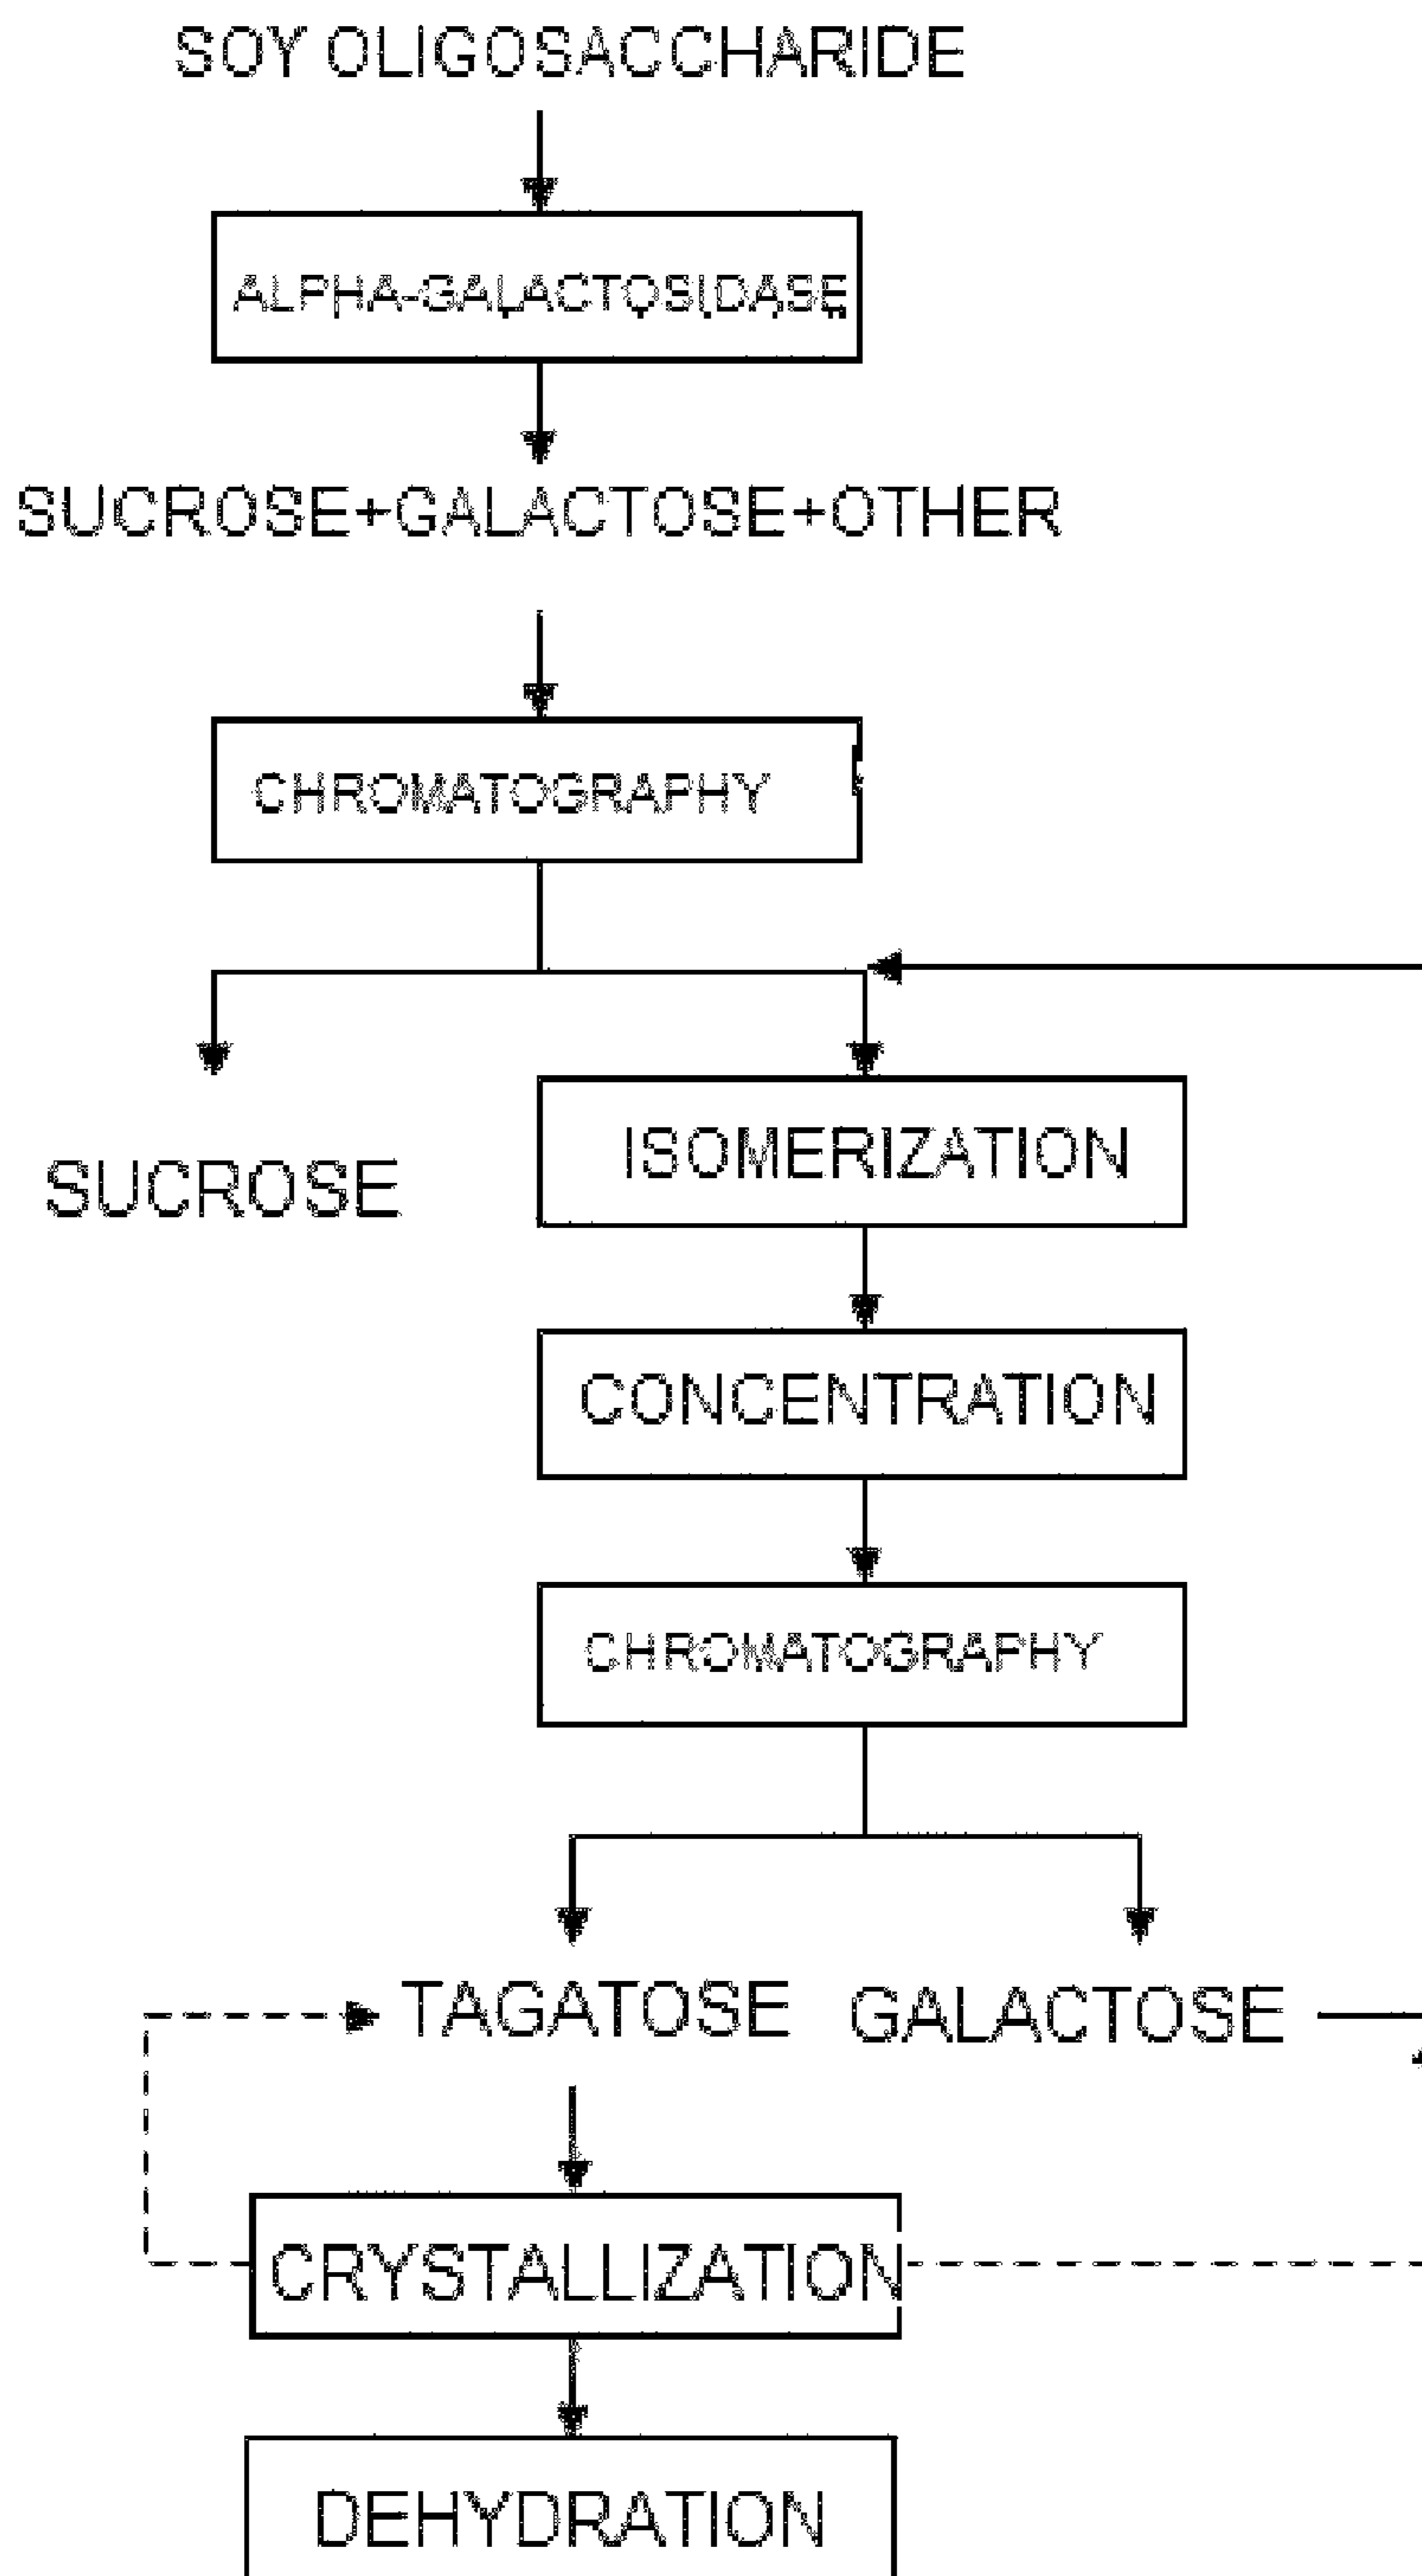 SOY OLIGOSACCHARIDE
ALPHA-GALACTOSIDASE
SUCROSE+GALACTOSE+OTHER
CHROMATOGRAPHY
SUCROSE
ISOMERIZATION
CONCENTRATION
CHROMATOGRAPHY
TAGATOSE GALACTOSE
CRYSTALLIZATION
DEHYDRATION